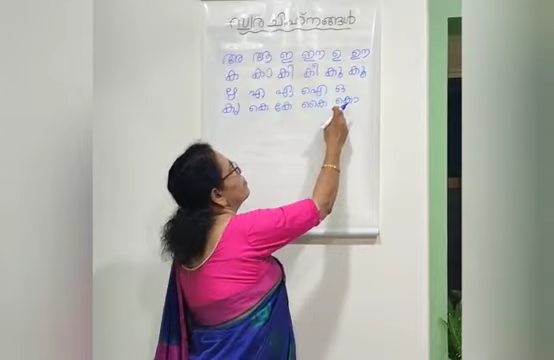 സ്വര ചിഹ്നങ്ങൾ
അ ആ ഇ ഈ ഉ ഊ
ക കാ കി കീ കു കൂ
ഋ എ ഏ ഐ ഒ
കൃ കെ കേ കൈ കൊ